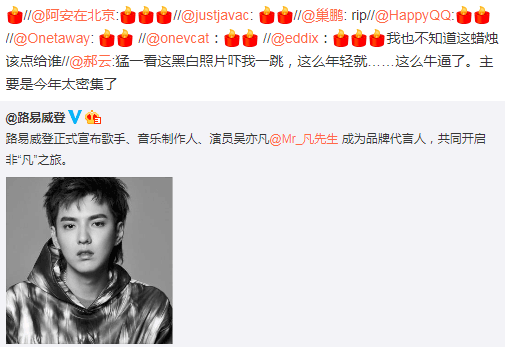 //@阿安在北京://@justjavac: //@巢鹏: rip//@HappyQQ:
//@Onetaway: //@onevcat：//@eddix：我也不知道这蜡烛
该点给谁//@郝云:猛一看这黑白照片吓我一跳，这么年轻就……这么牛逼了。主
要是今年太密集了
@路易威登
路易威登正式宣布歌手、音乐制作人、演员吴亦凡@Mr_凡先生 成为品牌代言人，共同开启
非“凡”之旅。